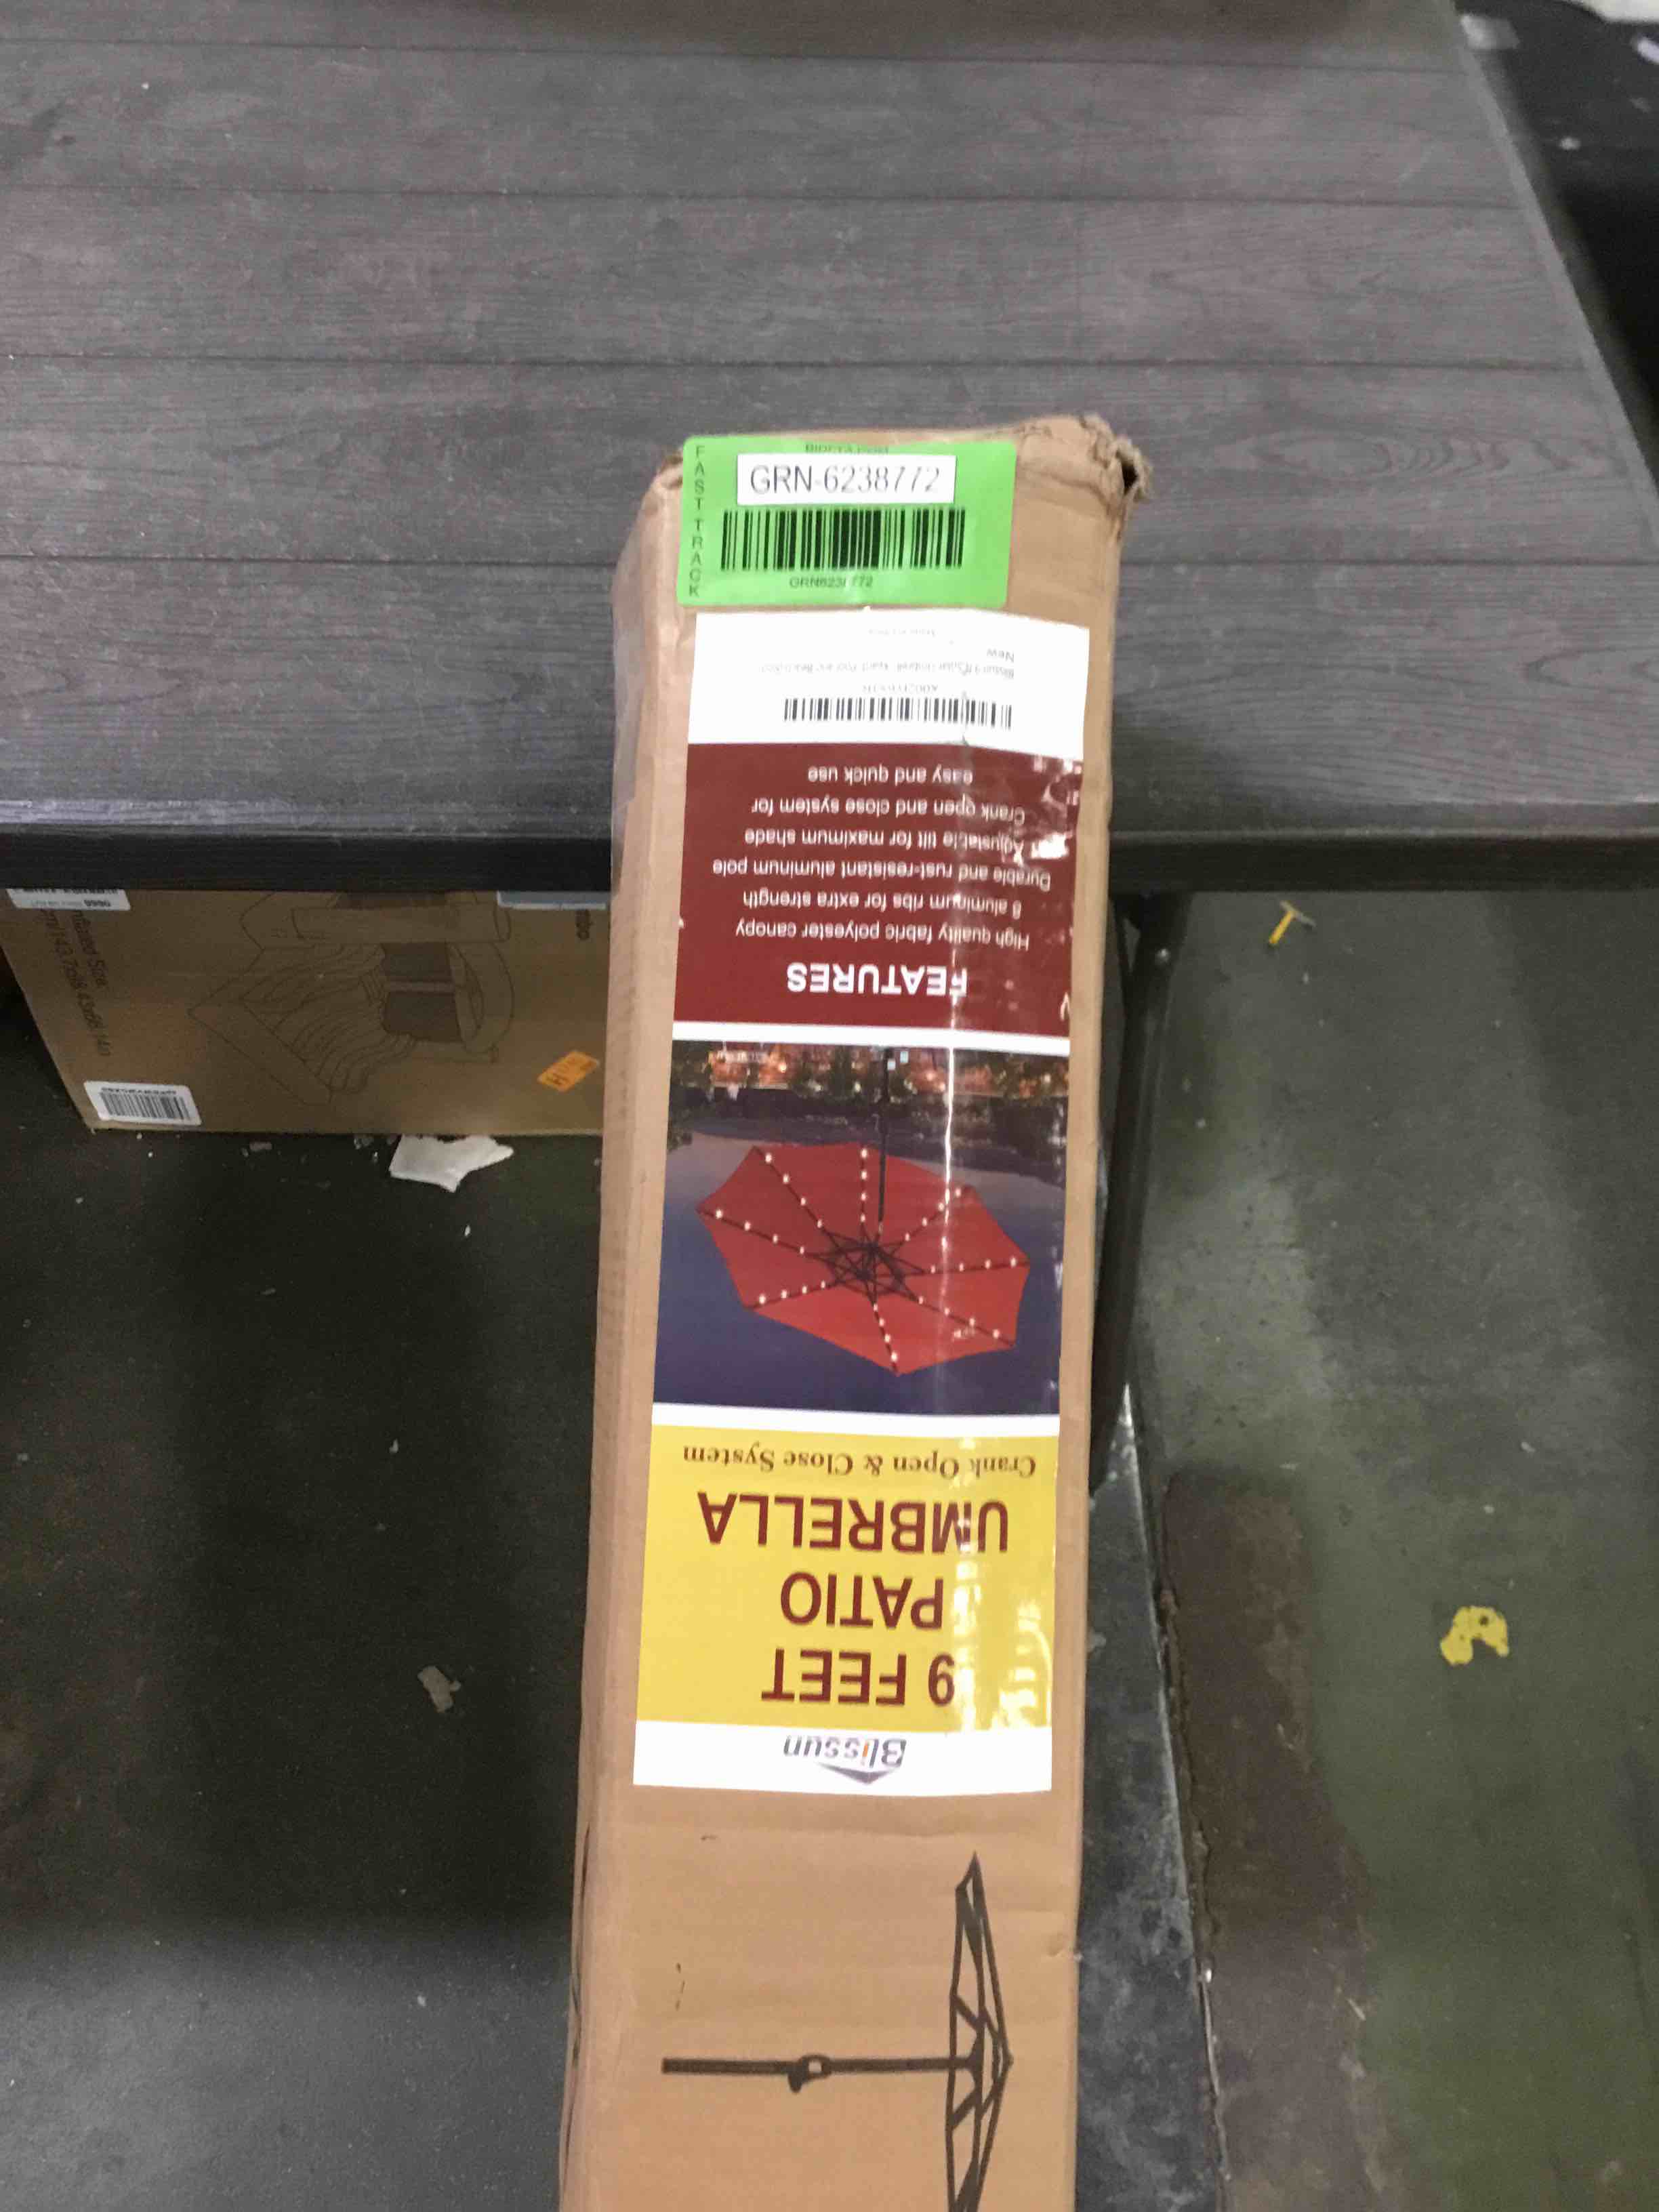 FAST TRACK
GRN-6238772
Blissun
9 FEET
PATIO
UMBRELLA
Crank Open & Close System
FEATURES
High quality fabric polyester canopy
8 aluminum ribs for extra strength
Durable and rust-resistant aluminum pole
Adjustable tilt for maximum shade
Crank open and close system for
easy and quick use
New